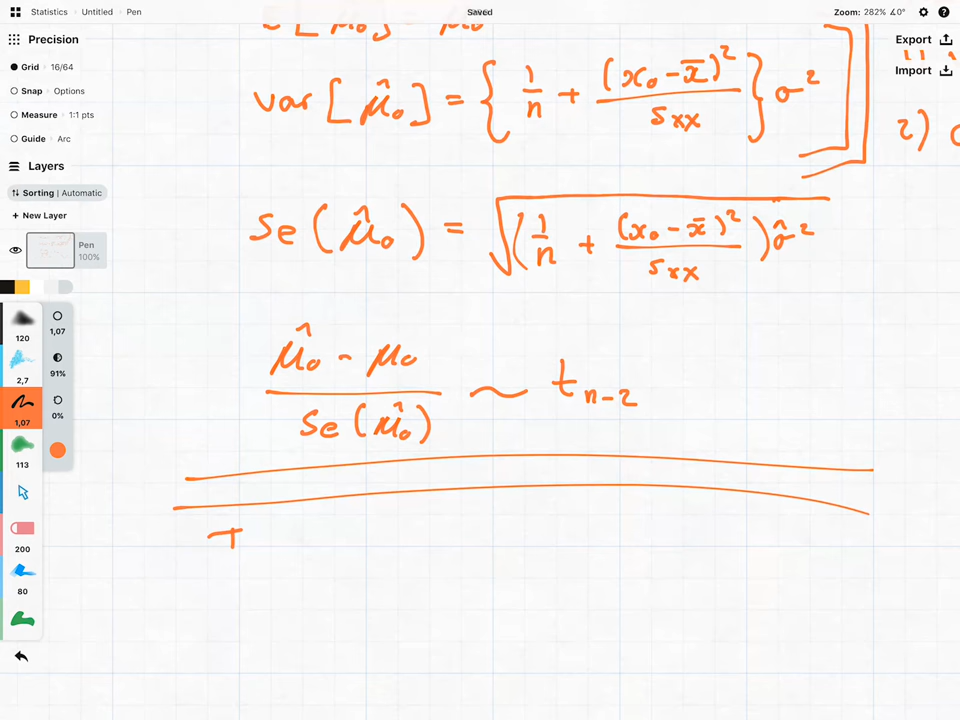 Statistics Untitled Pen Saved Zoom: 282% ∡0°
Precision
Grid 16/64
Snap Options
Measure 1:1 pts
Guide Arc
Layers
Sorting | Automatic
+ New Layer
Pen
100%
120
1,07
2,7
91%
1,07
0%
113
200
80
Export
Import
var [μ̂₀] = { 1/n + (x₀ - x̄)² / Sxx } σ²
2)
se (μ̂₀) = √( ( 1/n + (x₀ - x̄)² / Sxx ) σ̂² )
(μ̂₀ - μ₀) / se (μ̂₀) ~ t n-2